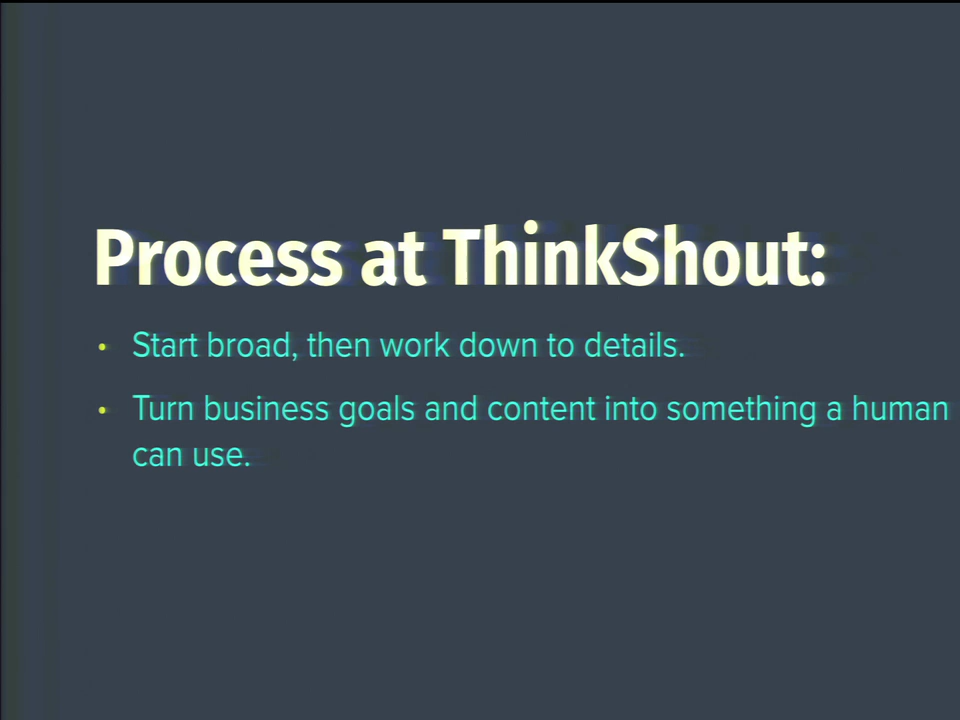 Process at ThinkShout:
• Start broad, then work down to details.
• Turn business goals and content into something a human
can use.